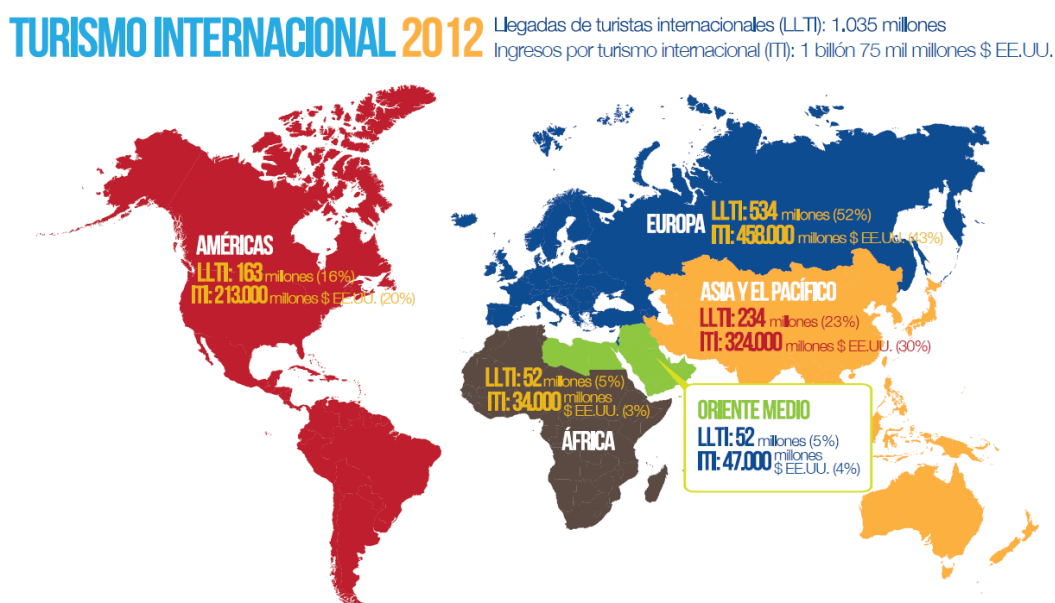 TURISMO INTERNACIONAL 2012
Llegadas de turistas internacionales (LLTI): 1.035 millones
Ingresos por turismo internacional (ITI): 1 billón 75 mil millones $ EE.UU.
AMÉRICAS
LLTI: 163 millones (16%)
ITI: 213.000 millones $ EE.UU. (20%)
EUROPA
LLTI: 534 millones (52%)
ITI: 458.000 millones $ EE.UU. (43%)
ASIA Y EL PACÍFICO
LLTI: 234 millones (23%)
ITI: 324.000 millones $ EE.UU. (30%)
LLTI: 52 millones (5%)
ITI: 34.000 millones
$ EE.UU. (3%)
ÁFRICA
ORIENTE MEDIO
LLTI: 52 millones (5%)
ITI: 47.000 millones
$ EE.UU. (4%)